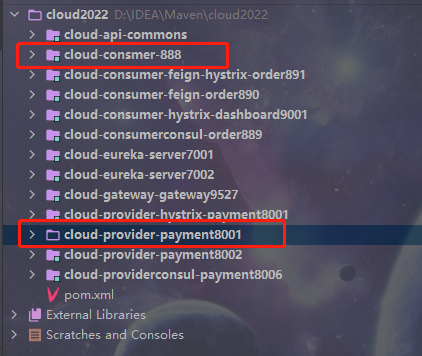 cloud2022 D:\IDEA\Maven\cloud2022
cloud-api-commons
cloud-consmer-888
cloud-consumer-feign-hystrix-order891
cloud-consumer-feign-order890
cloud-consumer-hystrix-dashboard9001
cloud-consumerconsul-order889
cloud-eureka-server7001
cloud-eureka-server7002
cloud-gateway-gateway9527
cloud-provider-hystrix-payment8001
cloud-provider-payment8001
cloud-provider-payment8002
cloud-providerconsul-payment8006
pom.xml
External Libraries
Scratches and Consoles